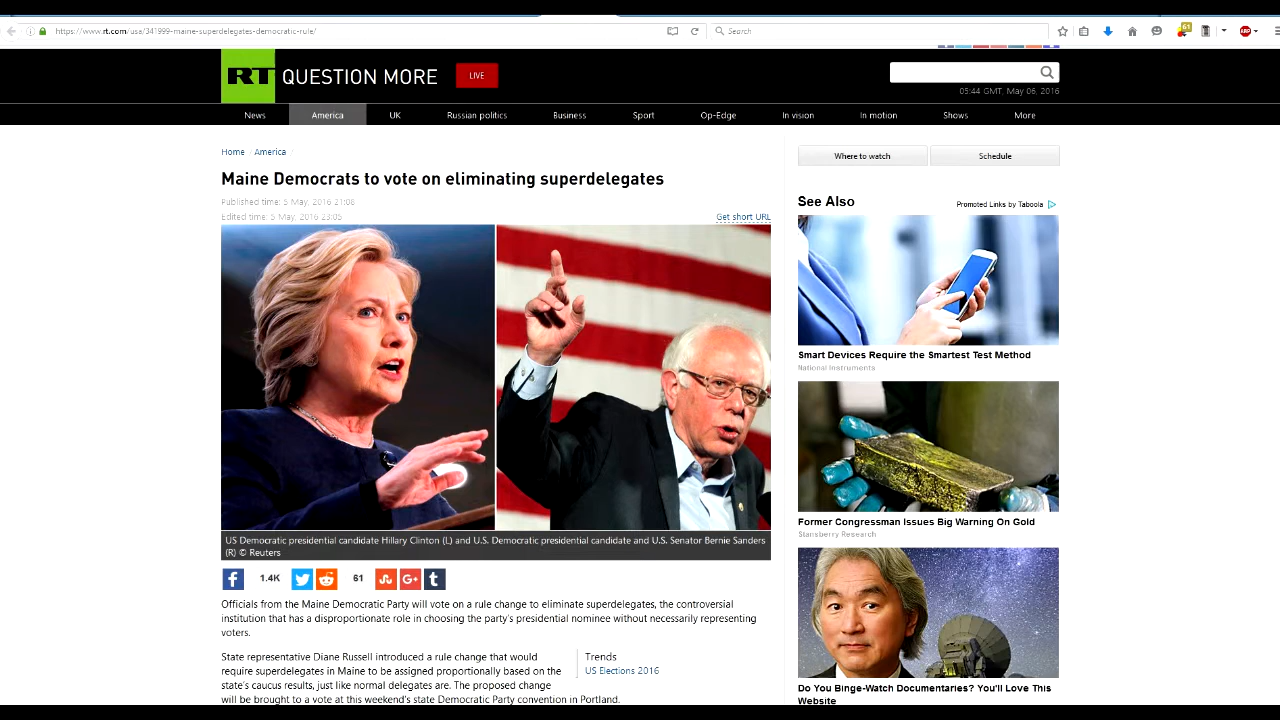 https://www.rt.com/usa/341999-maine-superdelegates-democratic-rule/
Search
61
ABP
RT QUESTION MORE
LIVE
05:44 GMT, May 06, 2016
News America UK Russian politics Business Sport Op-Edge In vision In motion Shows More
Home / America /
Maine Democrats to vote on eliminating superdelegates
Published time: 5 May, 2016 21:08
Edited time: 5 May, 2016 23:05
Get short URL
US Democratic presidential candidate Hillary Clinton (L) and U.S. Democratic presidential candidate and U.S. Senator Bernie Sanders
(R) © Reuters
1.4K
61
Officials from the Maine Democratic Party will vote on a rule change to eliminate superdelegates, the controversial
institution that has a disproportionate role in choosing the party's presidential nominee without necessarily representing
voters.
State representative Diane Russell introduced a rule change that would
require superdelegates in Maine to be assigned proportionally based on the
state's caucus results, just like normal delegates are. The proposed change
will be brought to a vote at this weekend's state Democratic Party convention in Portland.
Trends
US Elections 2016
Where to watch
Schedule
See Also
Promoted Links by Taboola
Smart Devices Require the Smartest Test Method
National Instruments
Former Congressman Issues Big Warning On Gold
Stansberry Research
Do You Binge-Watch Documentaries? You'll Love This
Website